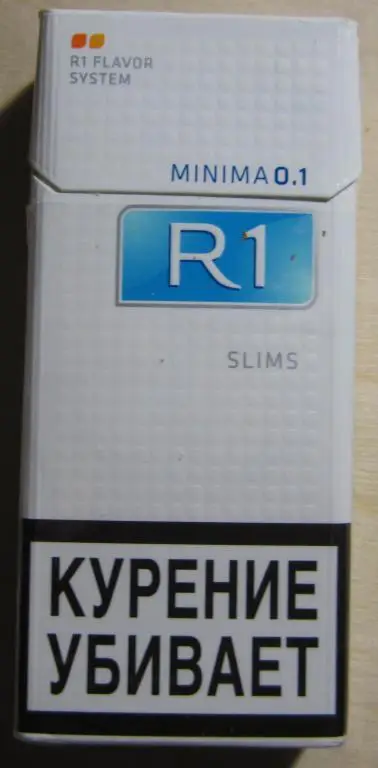 R1 FLAVOR
SYSTEM
MINIMA 0.1
R1
SLIMS
КУРЕНИЕ
УБИВАЕТ